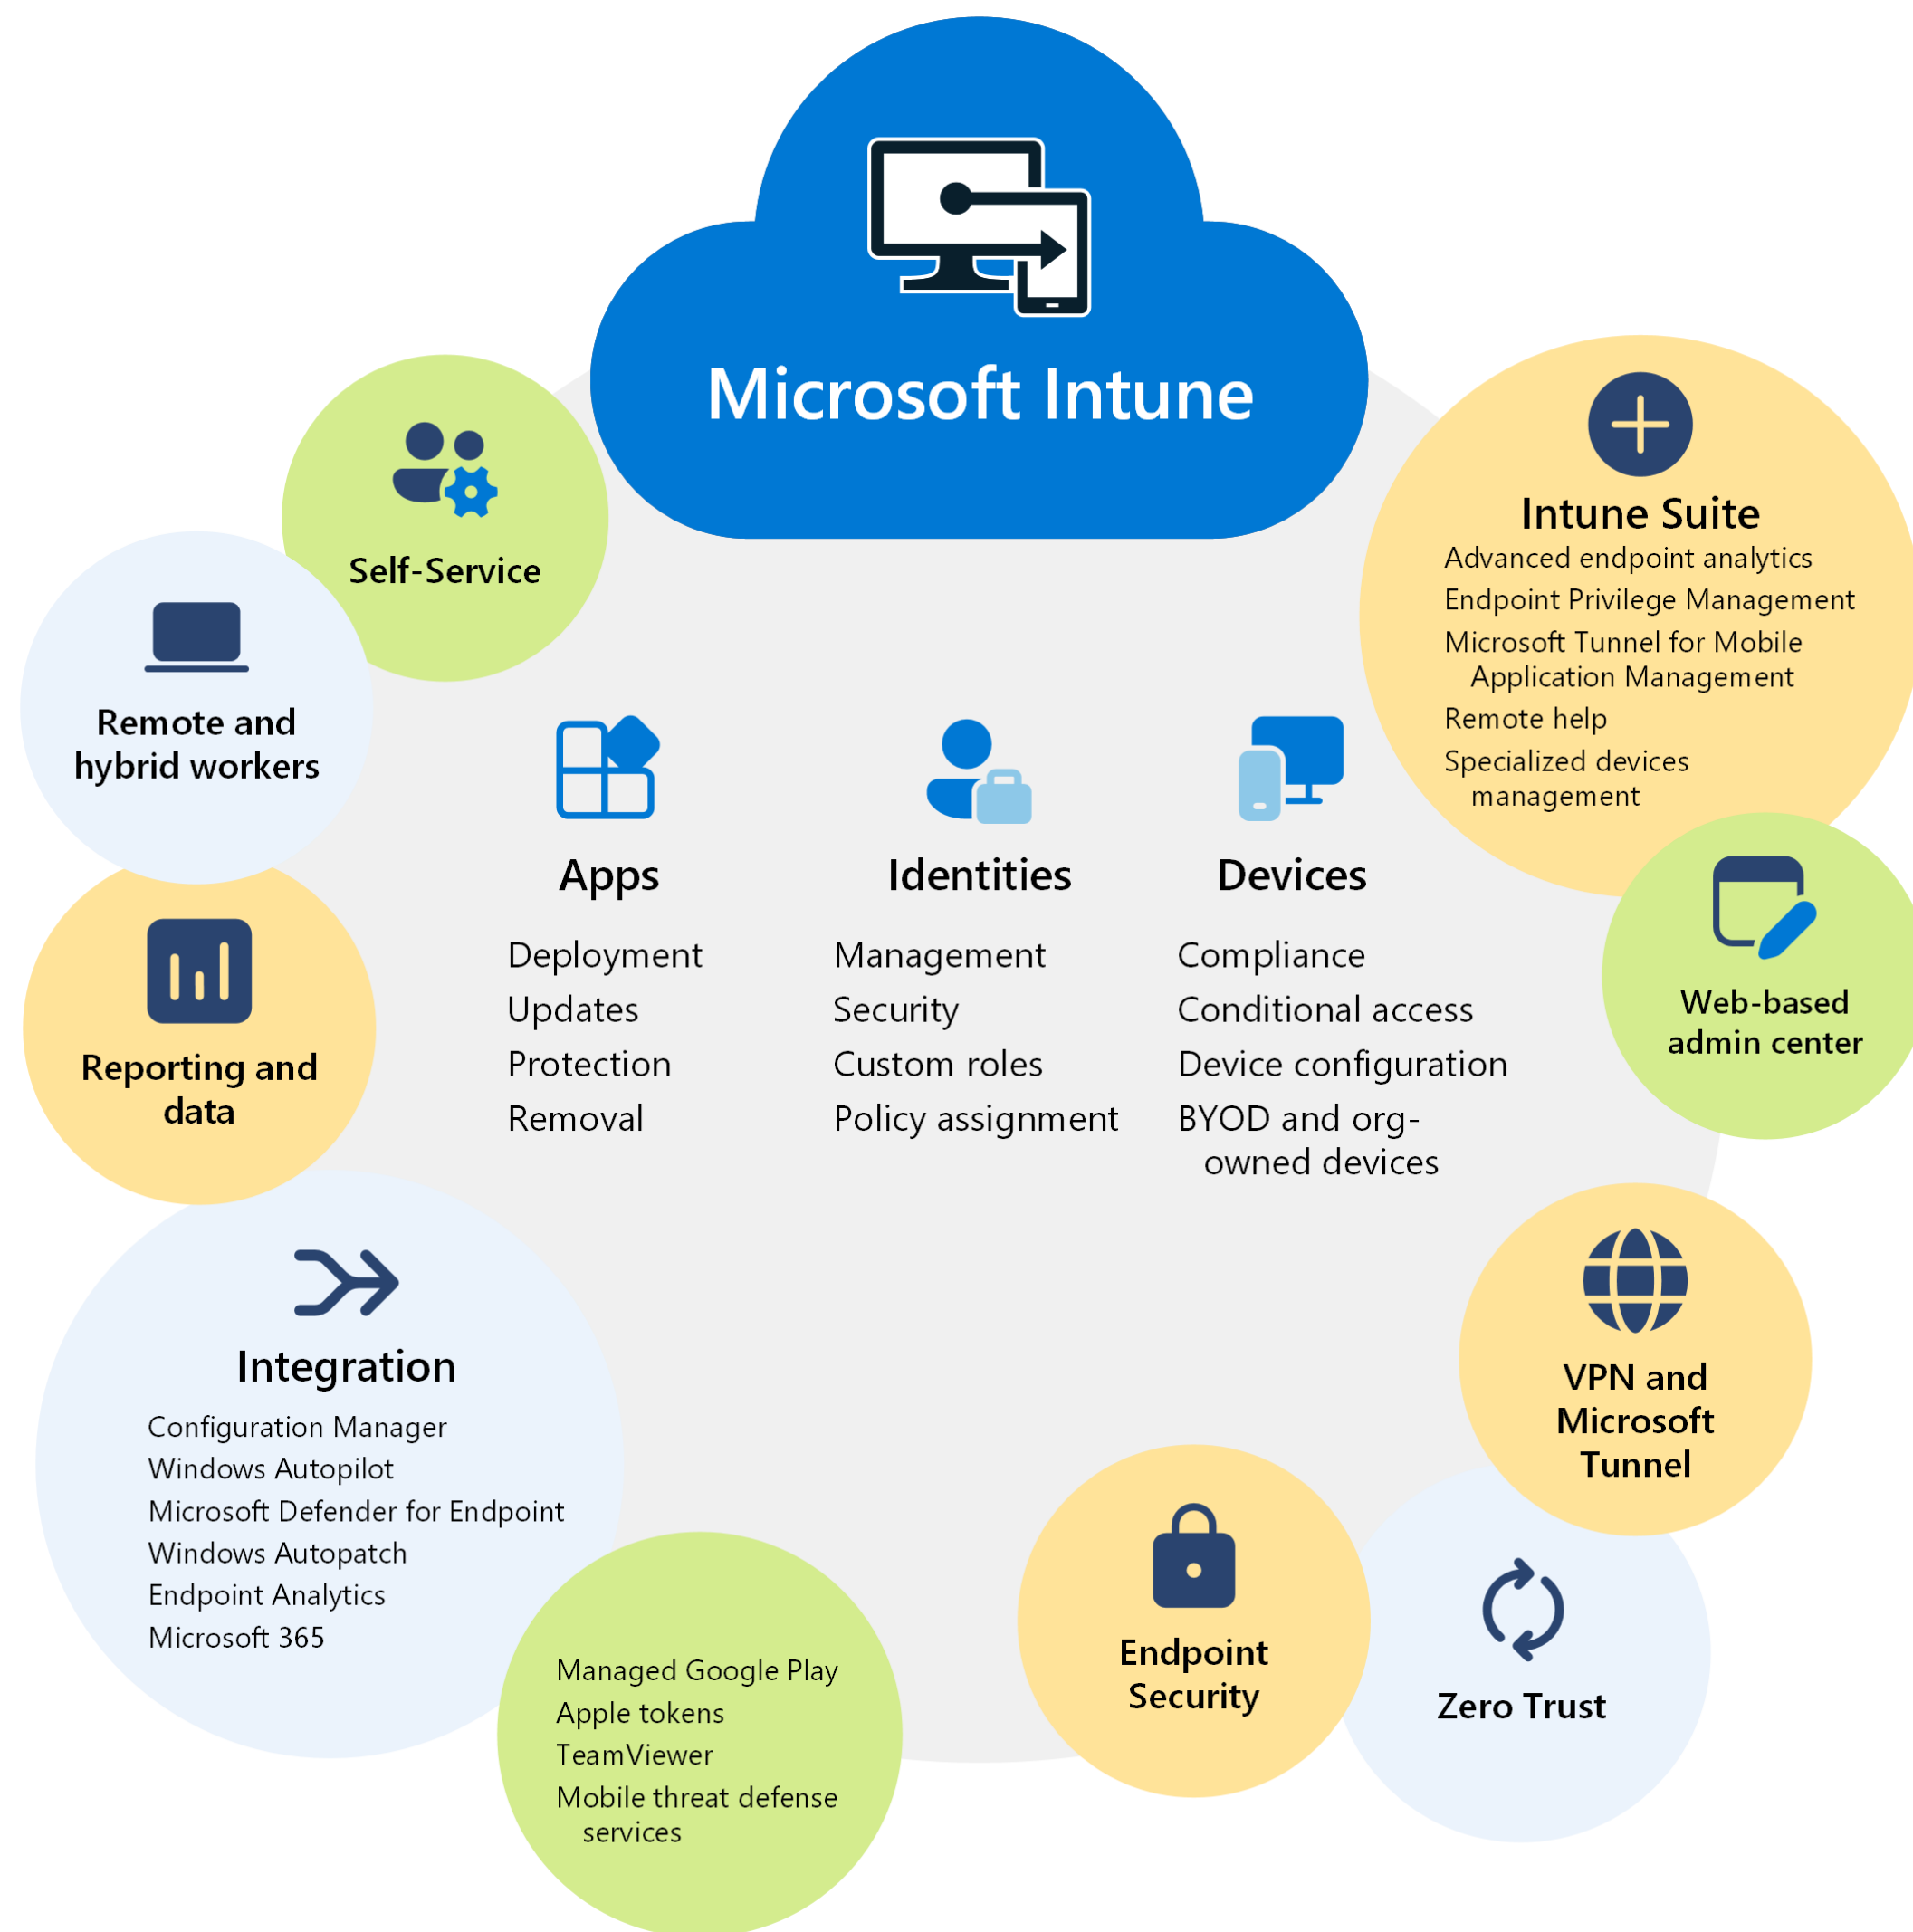 Microsoft Intune
Self-Service
Remote and
hybrid workers
Reporting and
data
Intune Suite
Advanced endpoint analytics
Endpoint Privilege Management
Microsoft Tunnel for Mobile
Application Management
Remote help
Specialized devices
management
Web-based
admin center
Apps
Deployment
Updates
Protection
Removal
Identities
Management
Security
Custom roles
Policy assignment
Devices
Compliance
Conditional access
Device configuration
BYOD and org-
owned devices
Integration
Configuration Manager
Windows Autopilot
Microsoft Defender for Endpoint
Windows Autopatch
Endpoint Analytics
Microsoft 365
Managed Google Play
Apple tokens
TeamViewer
Mobile threat defense
services
Endpoint
Security
VPN and
Microsoft
Tunnel
Zero Trust